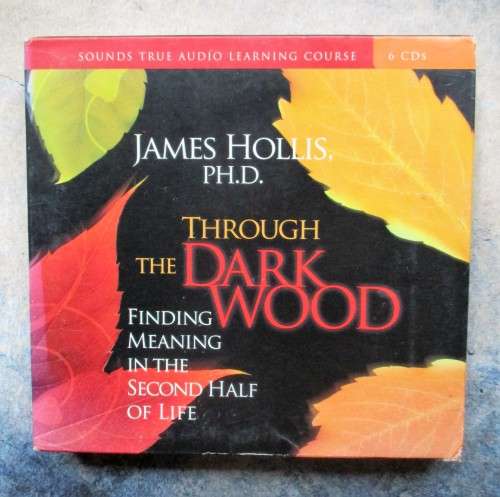 SOUNDS TRUE AUDIO LEARNING COURSE 6 CDs
JAMES HOLLIS,
PH.D.
THROUGH
THE DARK
WOOD
FINDING
MEANING
IN THE
SECOND HALF
OF LIFE